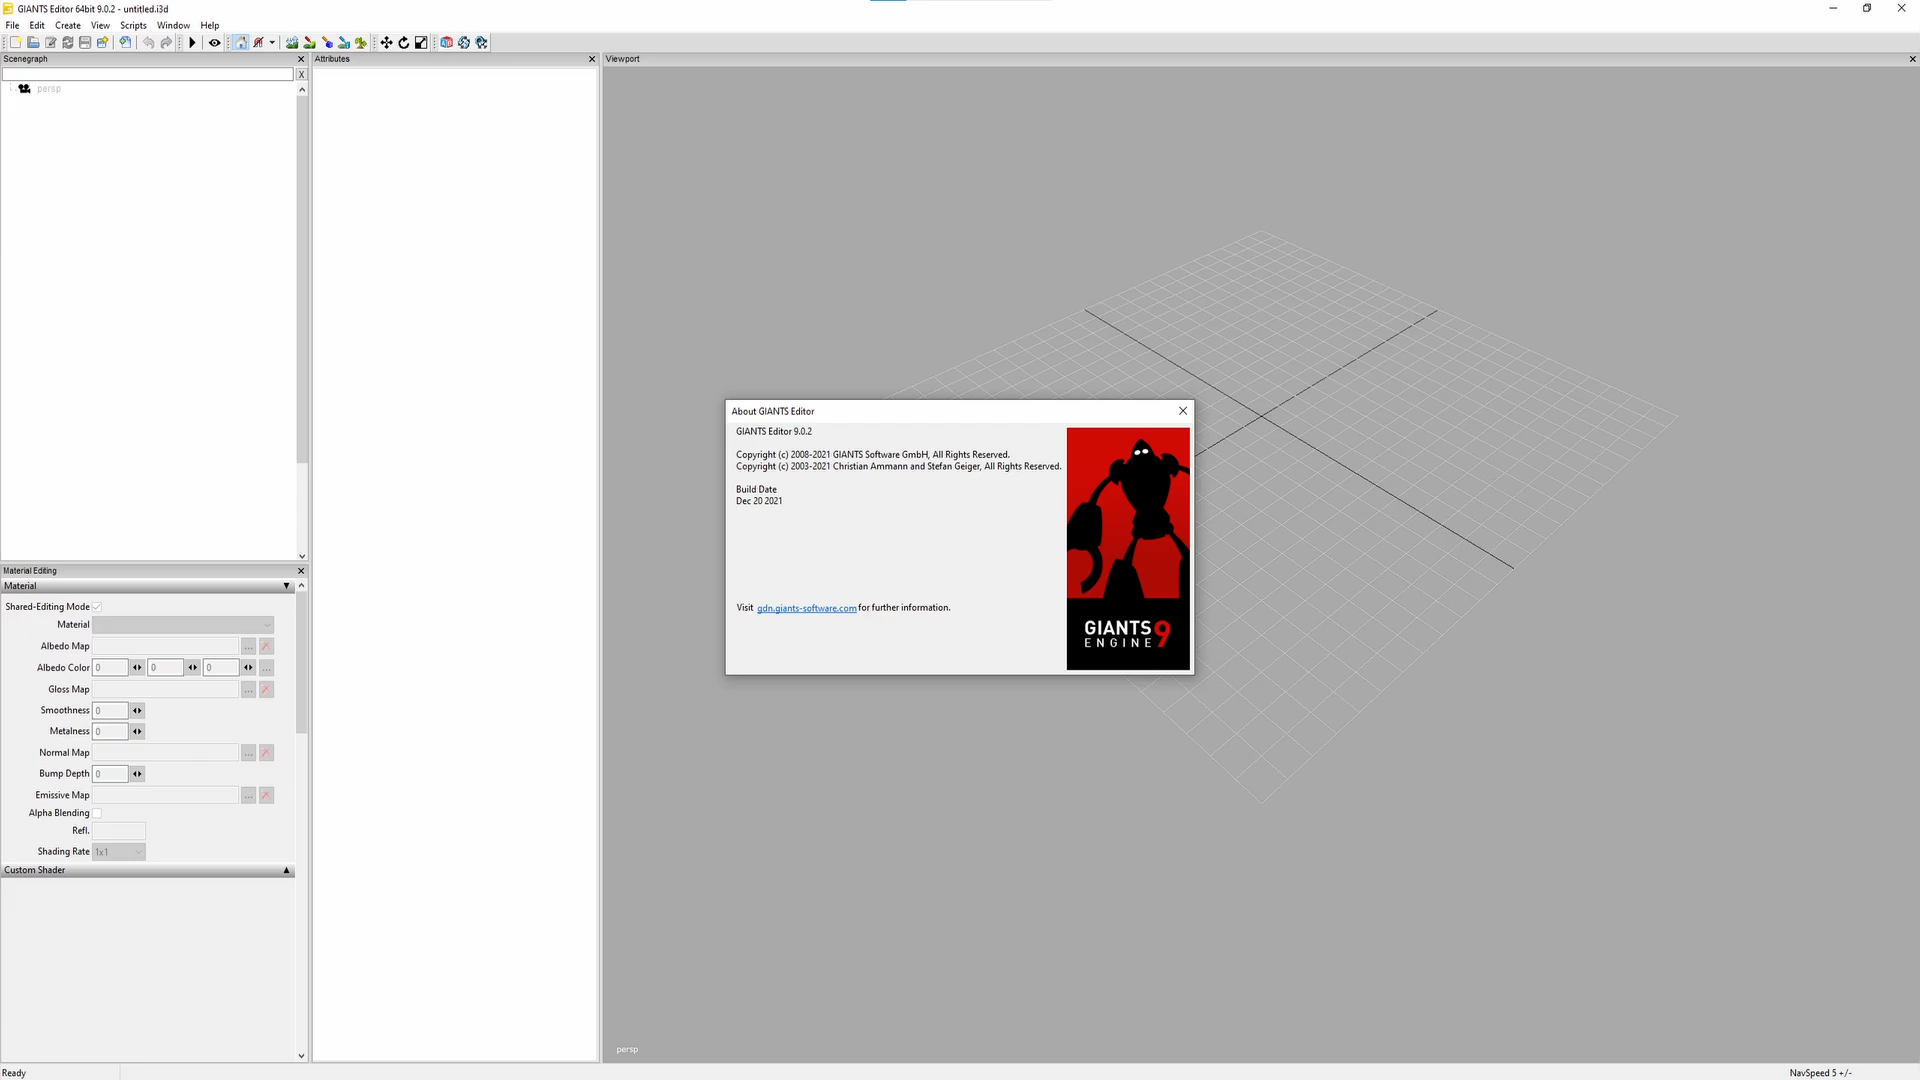 GIANTS Editor 64bit 9.0.2 - untitled.i3d
File Edit Create View Scripts Window Help
Scenegraph
X
persp
Attributes
Viewport
Material Editing
Material
Shared-Editing Mode
Material
Albedo Map ...
Albedo Color 0 0 0 ...
Gloss Map ...
Smoothness 0
Metalness 0
Normal Map ...
Bump Depth 0
Emissive Map ...
Alpha Blending
Refl.
Shading Rate 1x1
Custom Shader
About GIANTS Editor
GIANTS Editor 9.0.2
Copyright (c) 2008-2021 GIANTS Software GmbH, All Rights Reserved.
Copyright (c) 2003-2021 Christian Ammann and Stefan Geiger, All Rights Reserved.
Build Date
Dec 20 2021
Visit gdn.giants-software.com for further information.
GIANTS 9
ENGINE
persp
Ready
NavSpeed 5 +/-